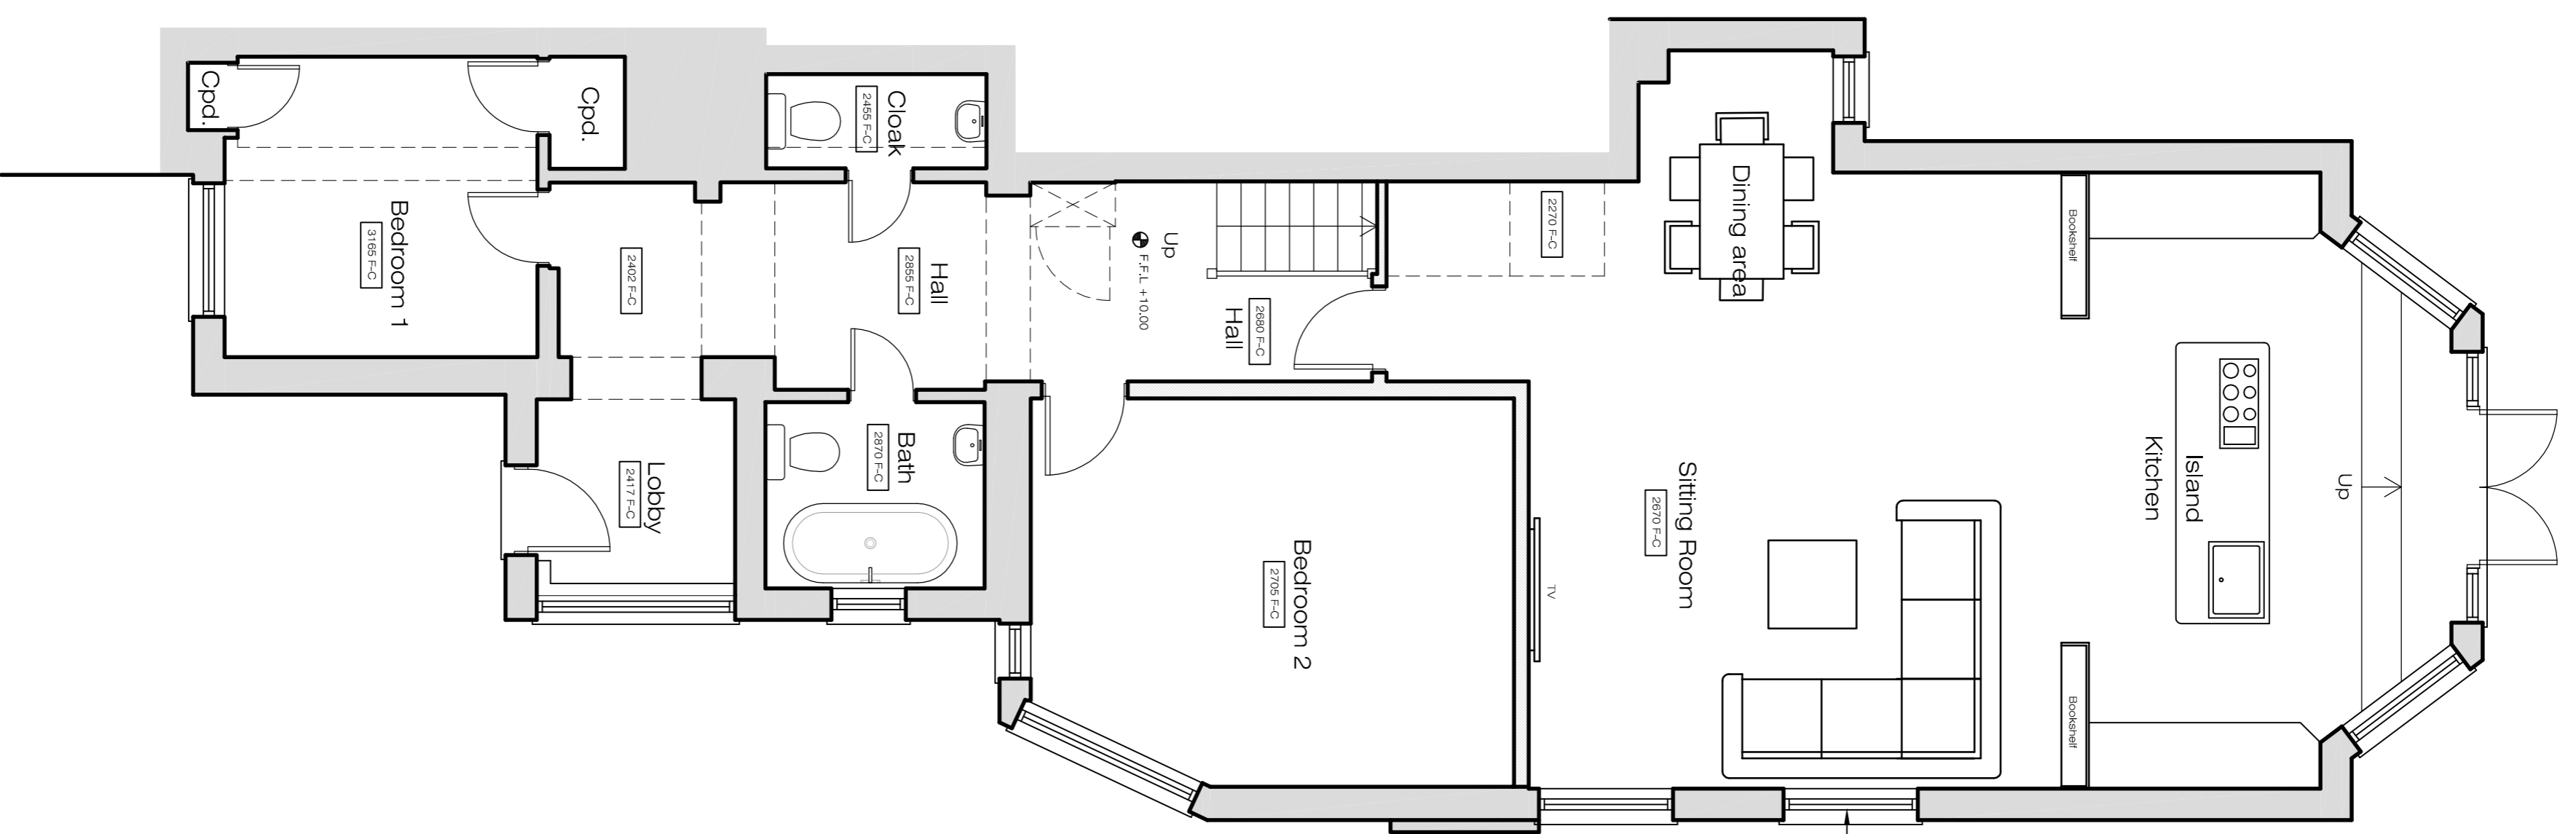 Cpd.
Cpd.
Bedroom 1
3165 F-C
2402 F-C
Lobby
2417 F-C
Cloak
2455 F-C
Hall
2855 F-C
Bath
2870 F-C
Up
F.F.L +10.00
2680 F-C
Hall
Bedroom 2
2705 F-C
2270 F-C
TV
Dining area
Sitting Room
2670 F-C
Bookshelf
Bookshelf
Island
Kitchen
Up